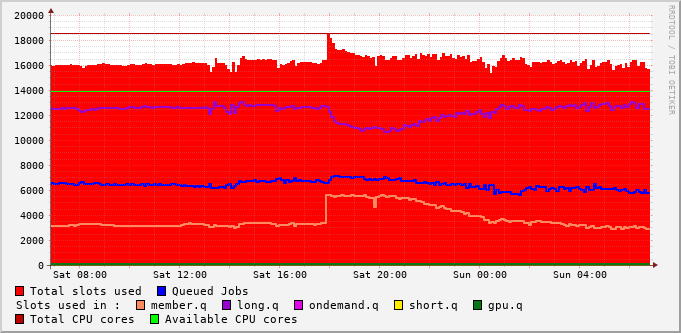 20000
18000
16000
14000
12000
10000
8000
6000
4000
2000
0
Sat 08:00 Sat 12:00 Sat 16:00 Sat 20:00 Sun 00:00 Sun 04:00
RRDTOOL / TOBI OETIKER
Total slots used Queued Jobs
Slots used in : member.q long.q ondemand.q short.q gpu.q
Total CPU cores Available CPU cores